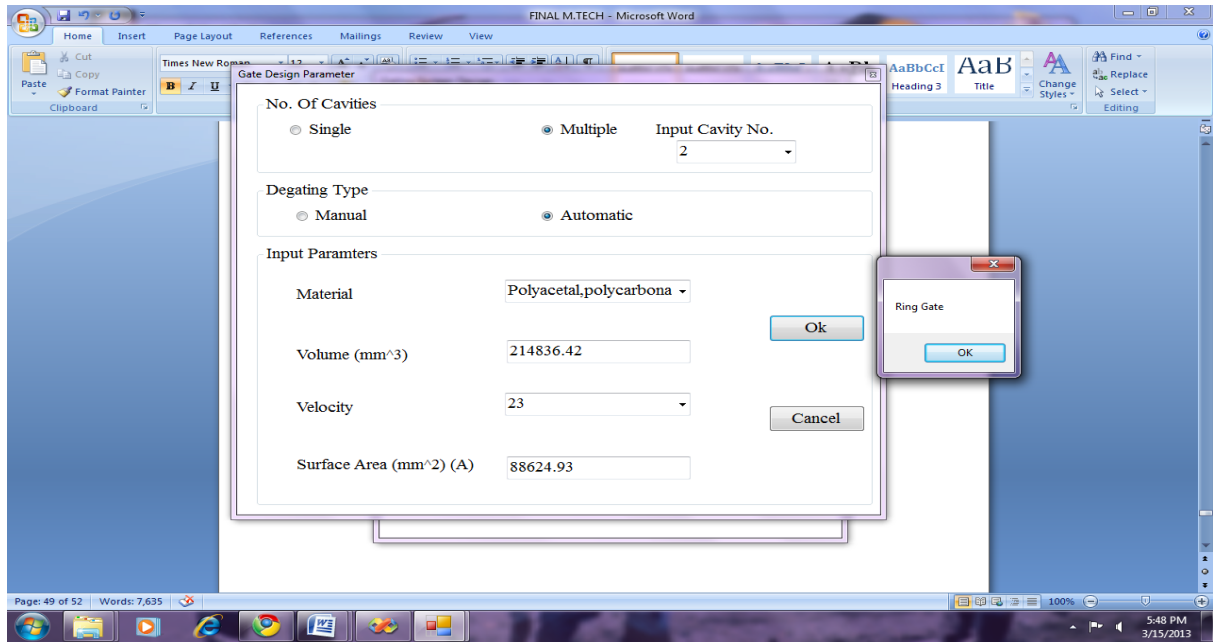 FINAL M.TECH - Microsoft Word
Home Insert Page Layout References Mailings Review View
Cut
Copy
Format Painter
Paste
Clipboard
Times New Roman 12
B I U
AaBbCcI AaB
Heading 3 Title
Change Styles
Find
Replace
Select
Editing
Gate Design Parameter
No. Of Cavities
Single Multiple Input Cavity No.
2
Degating Type
Manual Automatic
Input Paramters
Material Polyacetal,polycarbona
Ok
Volume (mm^3) 214836.42
Velocity 23
Cancel
Surface Area (mm^2) (A) 88624.93
Ring Gate
OK
Page: 49 of 52 Words: 7,635
100%
5:48 PM
3/15/2013